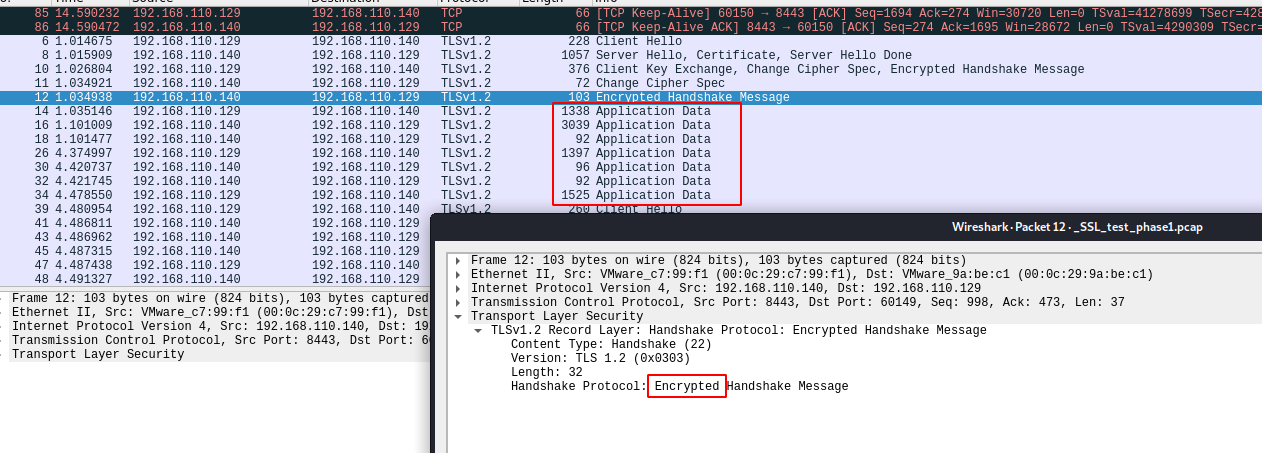 85 14.590232 192.168.110.129 192.168.110.140 TCP 66 [TCP Keep-Alive] 60150 → 8443 [ACK] Seq=1694 Ack=274 Win=30720 Len=0 TSval=41278699 TSecr=428
86 14.590472 192.168.110.140 192.168.110.129 TCP 66 [TCP Keep-Alive ACK] 8443 → 60150 [ACK] Seq=274 Ack=1695 Win=28672 Len=0 TSval=4290309 TSecr=
6 1.014675 192.168.110.129 192.168.110.140 TLSv1.2 228 Client Hello
8 1.015909 192.168.110.140 192.168.110.129 TLSv1.2 1057 Server Hello, Certificate, Server Hello Done
10 1.026804 192.168.110.129 192.168.110.140 TLSv1.2 376 Client Key Exchange, Change Cipher Spec, Encrypted Handshake Message
11 1.034921 192.168.110.140 192.168.110.129 TLSv1.2 72 Change Cipher Spec
12 1.034938 192.168.110.140 192.168.110.129 TLSv1.2 103 Encrypted Handshake Message
14 1.035146 192.168.110.129 192.168.110.140 TLSv1.2 1338 Application Data
16 1.101009 192.168.110.140 192.168.110.129 TLSv1.2 3039 Application Data
18 1.101477 192.168.110.140 192.168.110.129 TLSv1.2 92 Application Data
26 4.374997 192.168.110.129 192.168.110.140 TLSv1.2 1397 Application Data
30 4.420737 192.168.110.140 192.168.110.129 TLSv1.2 96 Application Data
32 4.421745 192.168.110.140 192.168.110.129 TLSv1.2 92 Application Data
34 4.478550 192.168.110.129 192.168.110.140 TLSv1.2 1525 Application Data
39 4.480954 192.168.110.129 192.168.110.140 TLSv1.2 260 Client Hello
41 4.486811 192.168.110.140 192.168.110.129
43 4.486962 192.168.110.140 192.168.110.129
45 4.487315 192.168.110.129 192.168.110.140
47 4.487438 192.168.110.129 192.168.110.140
48 4.491327 192.168.110.140 192.168.110.129
Frame 12: 103 bytes on wire (824 bits), 103 bytes captured
Ethernet II, Src: VMware_c7:99:f1 (00:0c:29:c7:99:f1), Dst
Internet Protocol Version 4, Src: 192.168.110.140, Dst: 19
Transmission Control Protocol, Src Port: 8443, Dst Port: 6
Transport Layer Security
Wireshark · Packet 12 · _SSL_test_phase1.pcap
Frame 12: 103 bytes on wire (824 bits), 103 bytes captured (824 bits)
Ethernet II, Src: VMware_c7:99:f1 (00:0c:29:c7:99:f1), Dst: VMware_9a:be:c1 (00:0c:29:9a:be:c1)
Internet Protocol Version 4, Src: 192.168.110.140, Dst: 192.168.110.129
Transmission Control Protocol, Src Port: 8443, Dst Port: 60149, Seq: 998, Ack: 473, Len: 37
Transport Layer Security
TLSv1.2 Record Layer: Handshake Protocol: Encrypted Handshake Message
Content Type: Handshake (22)
Version: TLS 1.2 (0x0303)
Length: 32
Handshake Protocol: Encrypted Handshake Message